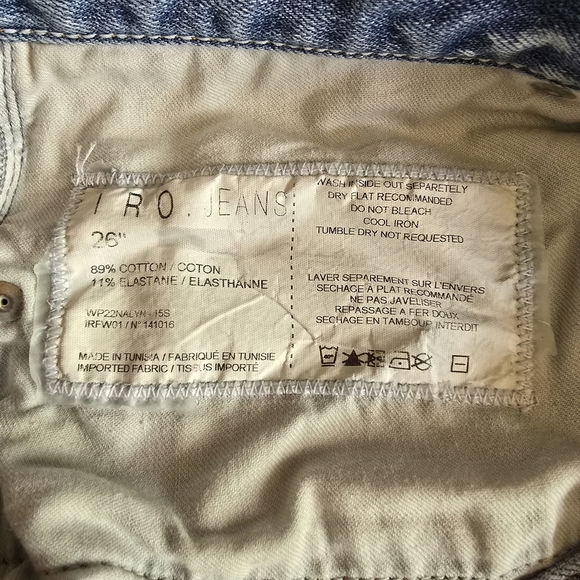 IRO.JEANS
26"
89% COTTON / COTON
11% ELASTANE / ELASTHANNE
WP22NALYN - 15S
IRFW01 / N° 141016
MADE IN TUNISIA / FABRIQUÉ EN TUNISIE
IMPORTED FABRIC / TISSUS IMPORTÉ
WASH INSIDE OUT SEPARETELY
DRY FLAT RECOMMANDED
DO NOT BLEACH
COOL IRON
TUMBLE DRY NOT REQUESTED
LAVER SEPAREMENT SUR L'ENVERS
SECHAGE A PLAT RECOMMANDÉ
NE PAS JAVELISER
REPASSAGE A FER DOUX
SECHAGE EN TAMBOUR INTERDIT